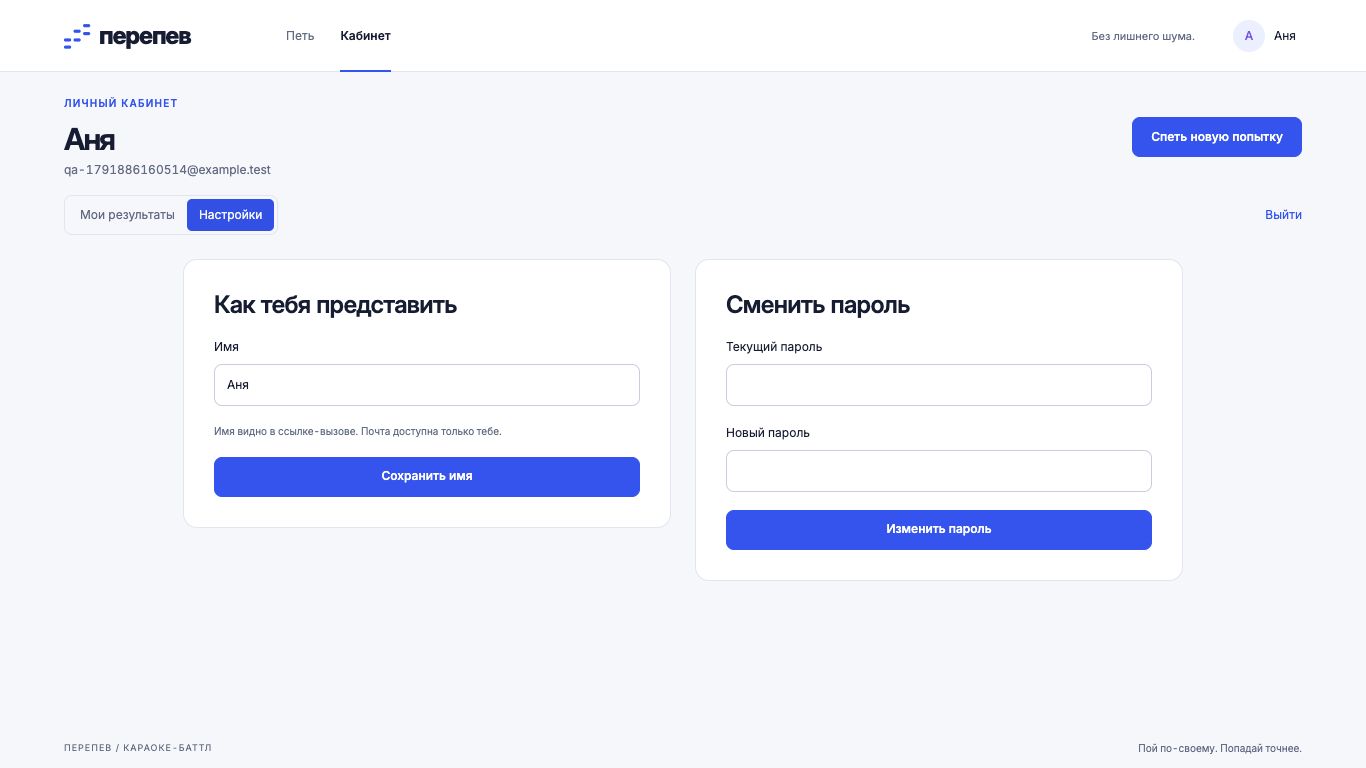 перепев
Петь
Кабинет
Без лишнего шума.
А
Аня
ЛИЧНЫЙ КАБИНЕТ
Аня
qa-1791886160514@example.test
Спеть новую попытку
Мои результаты
Настройки
Выйти
Как тебя представить
Имя
Аня
Имя видно в ссылке-вызове. Почта доступна только тебе.
Сохранить имя
Сменить пароль
Текущий пароль
Новый пароль
Изменить пароль
ПЕРЕПЕВ / КАРАОКЕ-БАТТЛ
Пой по-своему. Попадай точнее.